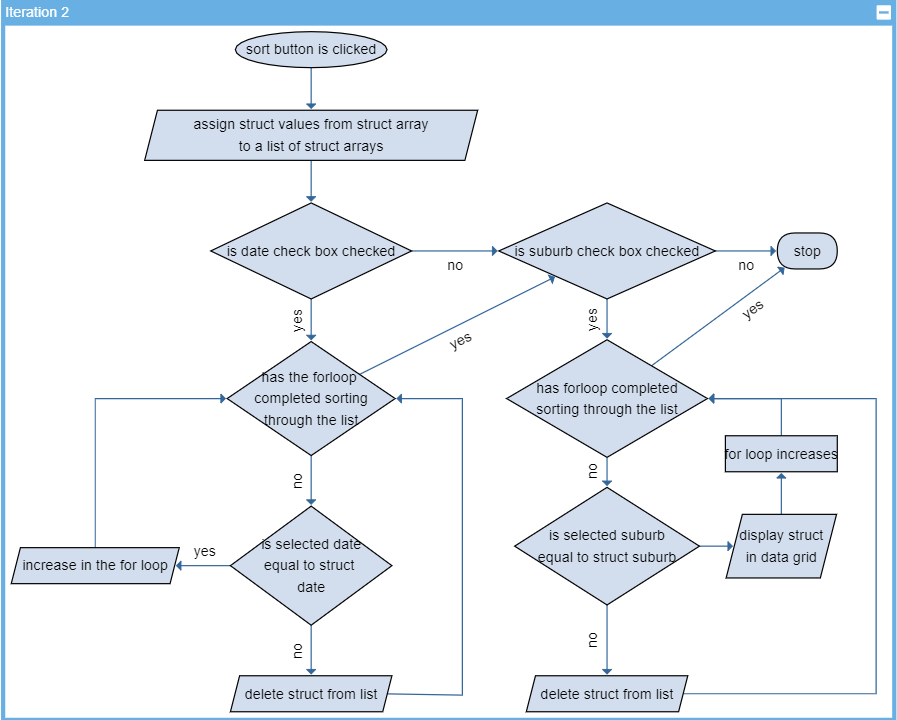 Iteration 2
sort button is clicked
assign struct values from struct array
to a list of struct arrays
is date check box checked
no
is suburb check box checked
no
stop
yes
yes
yes
yes
has the forloop
completed sorting
through the list
has forloop completed
sorting through the list
no
no
for loop increases
is selected date
equal to struct
date
yes
increase in the for loop
is selected suburb
equal to struct suburb
display struct
in data grid
no
no
delete struct from list
delete struct from list